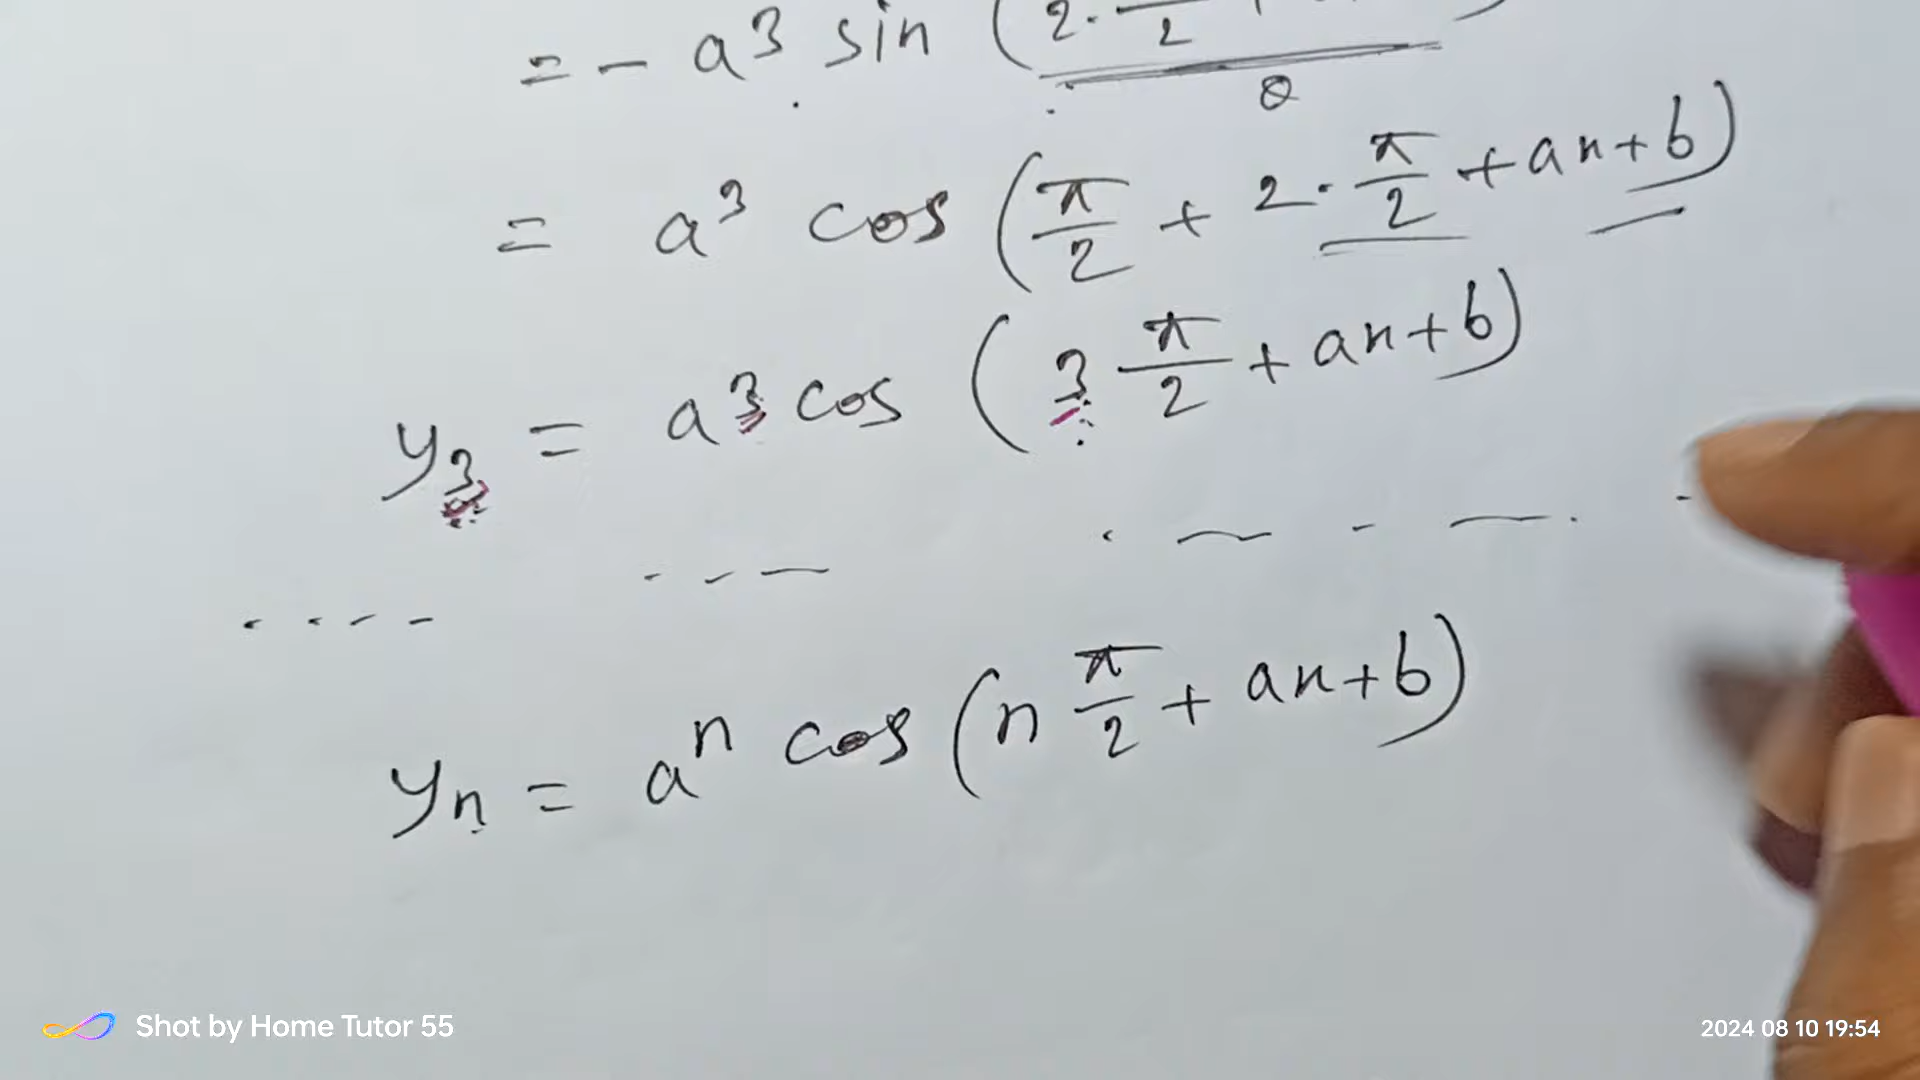 = - a³ sin (2·π/2
θ
= a³ cos (π/2 + 2·π/2 + ax+b)
y₃ = a³ cos (3 π/2 + ax+b)
yₙ = aⁿ cos (n π/2 + ax+b)
Shot by Home Tutor 55
2024 08 10 19:54